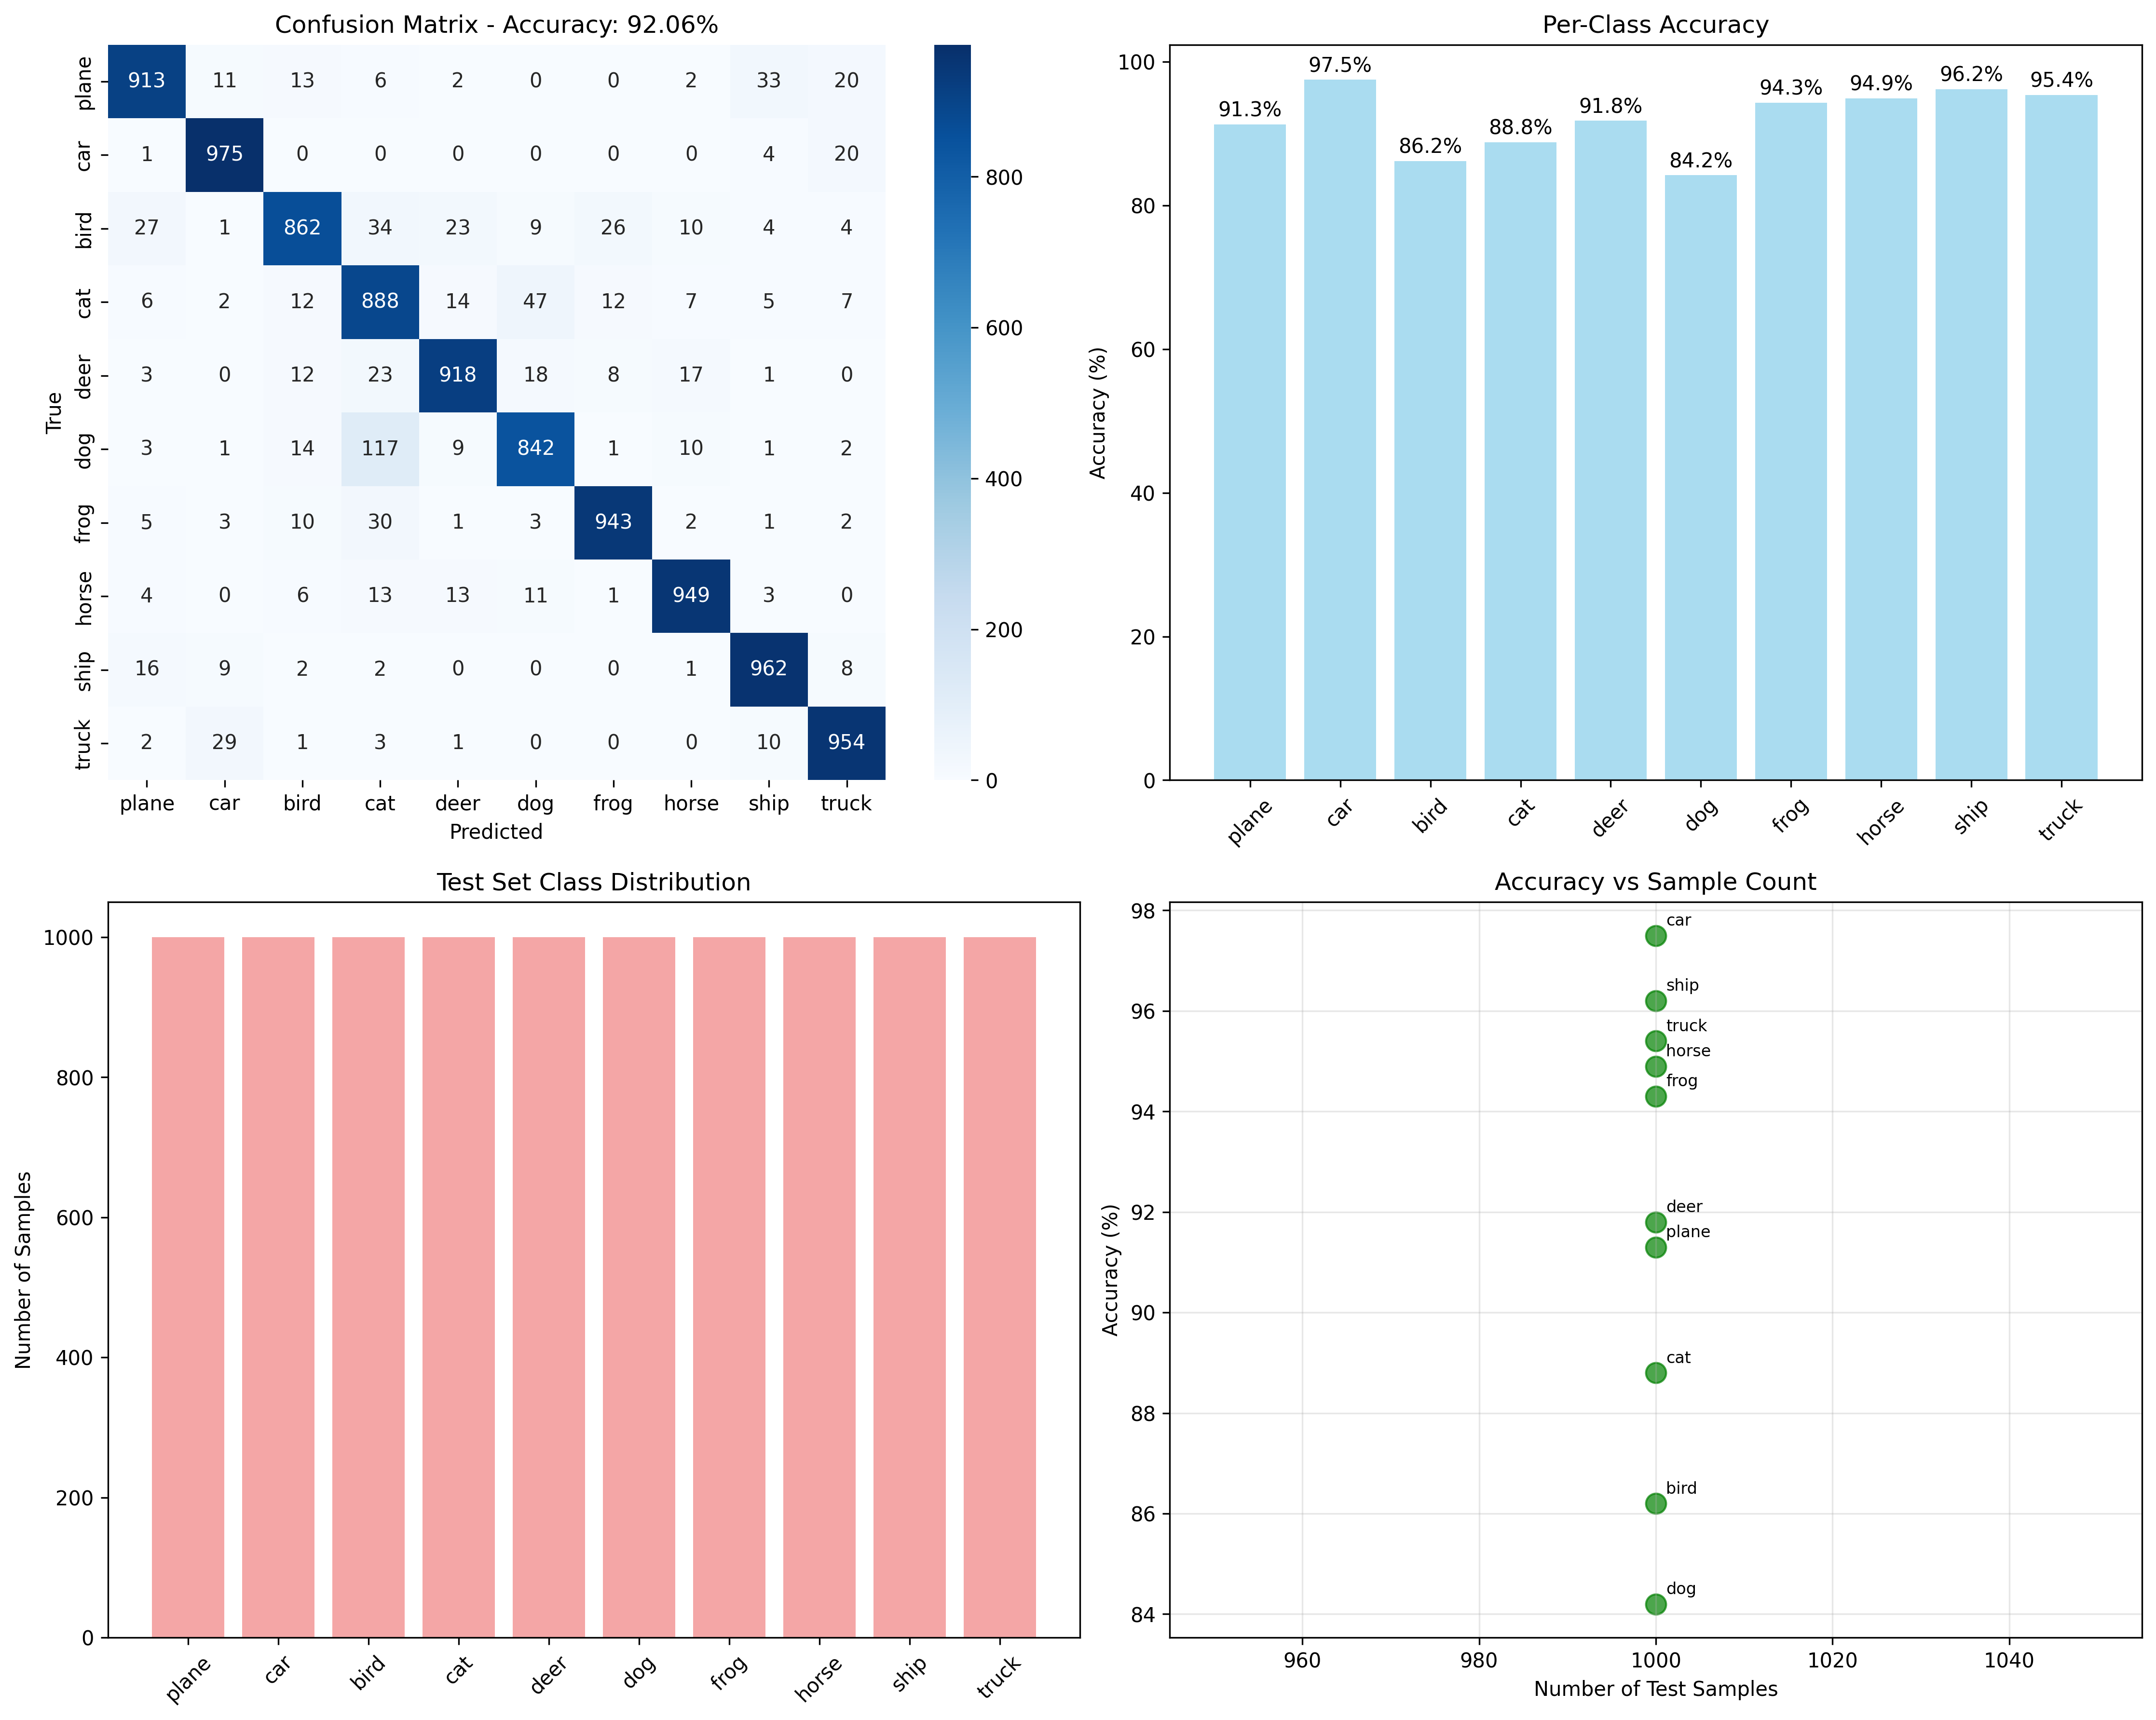 Confusion Matrix - Accuracy: 92.06%
True
plane 913 11 13 6 2 0 0 2 33 20
car 1 975 0 0 0 0 0 0 4 20
bird 27 1 862 34 23 9 26 10 4 4
cat 6 2 12 888 14 47 12 7 5 7
deer 3 0 12 23 918 18 8 17 1 0
dog 3 1 14 117 9 842 1 10 1 2
frog 5 3 10 30 1 3 943 2 1 2
horse 4 0 6 13 13 11 1 949 3 0
ship 16 9 2 2 0 0 0 1 962 8
truck 2 29 1 3 1 0 0 0 10 954
plane car bird cat deer dog frog horse ship truck
Predicted
800
600
400
200
0
Per-Class Accuracy
Accuracy (%)
100
80
60
40
20
0
91.3% 97.5% 86.2% 88.8% 91.8% 84.2% 94.3% 94.9% 96.2% 95.4%
plane car bird cat deer dog frog horse ship truck
Test Set Class Distribution
Number of Samples
1000
800
600
400
200
0
plane car bird cat deer dog frog horse ship truck
Accuracy vs Sample Count
Accuracy (%)
98
96
94
92
90
88
86
84
car
ship
truck
horse
frog
deer
plane
cat
bird
dog
960 980 1000 1020 1040
Number of Test Samples